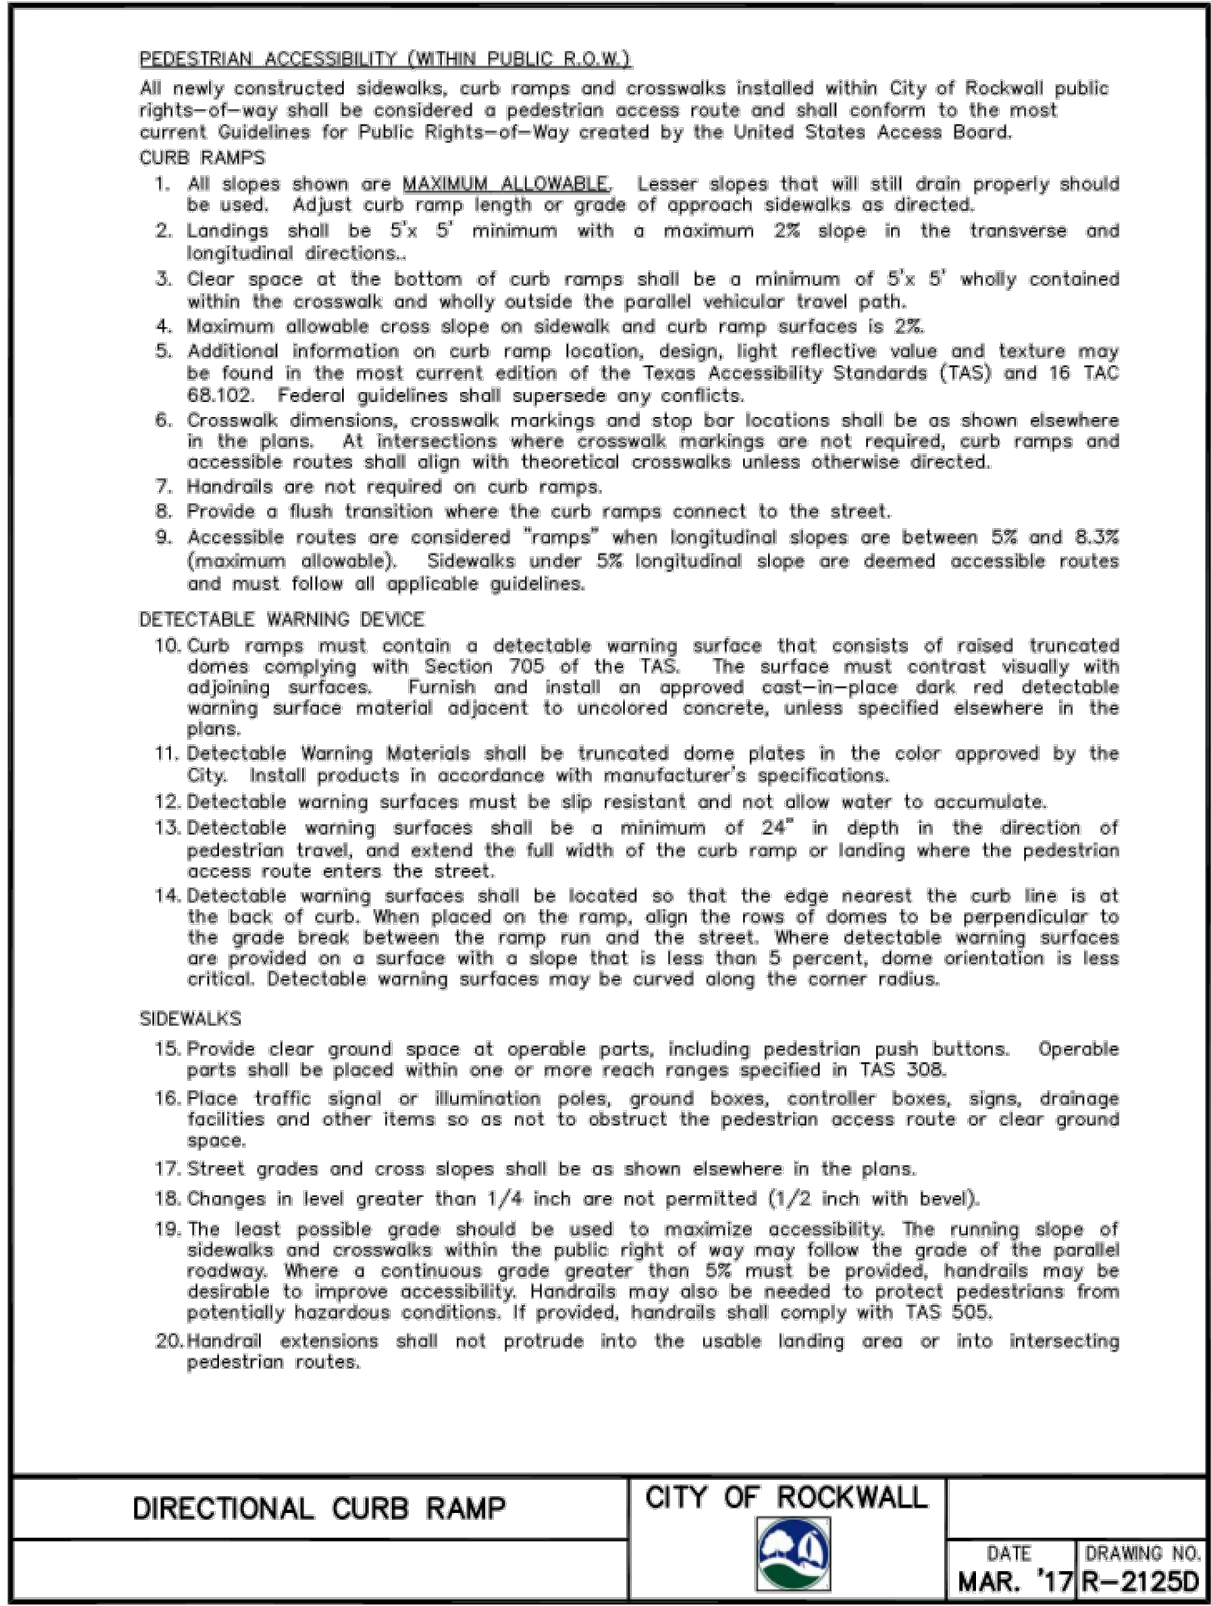 PEDESTRIAN ACCESSIBILITY (WITHIN PUBLIC R.O.W.)
All newly constructed sidewalks, curb ramps and crosswalks installed within City of Rockwall public
rights-of-way shall be considered a pedestrian access route and shall conform to the most
current Guidelines for Public Rights-of-Way created by the United States Access Board.
CURB RAMPS
1. All slopes shown are MAXIMUM ALLOWABLE. Lesser slopes that will still drain properly should
be used. Adjust curb ramp length or grade of approach sidewalks as directed.
2. Landings shall be 5'x 5' minimum with a maximum 2% slope in the transverse and
longitudinal directions..
3. Clear space at the bottom of curb ramps shall be a minimum of 5'x 5' wholly contained
within the crosswalk and wholly outside the parallel vehicular travel path.
4. Maximum allowable cross slope on sidewalk and curb ramp surfaces is 2%.
5. Additional information on curb ramp location, design, light reflective value and texture may
be found in the most current edition of the Texas Accessibility Standards (TAS) and 16 TAC
68.102. Federal guidelines shall supersede any conflicts.
6. Crosswalk dimensions, crosswalk markings and stop bar locations shall be as shown elsewhere
in the plans. At intersections where crosswalk markings are not required, curb ramps and
accessible routes shall align with theoretical crosswalks unless otherwise directed.
7. Handrails are not required on curb ramps.
8. Provide a flush transition where the curb ramps connect to the street.
9. Accessible routes are considered "ramps" when longitudinal slopes are between 5% and 8.3%
(maximum allowable). Sidewalks under 5% longitudinal slope are deemed accessible routes
and must follow all applicable guidelines.
DETECTABLE WARNING DEVICE
10. Curb ramps must contain a detectable warning surface that consists of raised truncated
domes complying with Section 705 of the TAS. The surface must contrast visually with
adjoining surfaces. Furnish and install an approved cast-in-place dark red detectable
warning surface material adjacent to uncolored concrete, unless specified elsewhere in the
plans.
11. Detectable Warning Materials shall be truncated dome plates in the color approved by the
City. Install products in accordance with manufacturer's specifications.
12. Detectable warning surfaces must be slip resistant and not allow water to accumulate.
13. Detectable warning surfaces shall be a minimum of 24" in depth in the direction of
pedestrian travel, and extend the full width of the curb ramp or landing where the pedestrian
access route enters the street.
14. Detectable warning surfaces shall be located so that the edge nearest the curb line is at
the back of curb. When placed on the ramp, align the rows of domes to be perpendicular to
the grade break between the ramp run and the street. Where detectable warning surfaces
are provided on a surface with a slope that is less than 5 percent, dome orientation is less
critical. Detectable warning surfaces may be curved along the corner radius.
SIDEWALKS
15. Provide clear ground space at operable parts, including pedestrian push buttons. Operable
parts shall be placed within one or more reach ranges specified in TAS 308.
16. Place traffic signal or illumination poles, ground boxes, controller boxes, signs, drainage
facilities and other items so as not to obstruct the pedestrian access route or clear ground
space.
17. Street grades and cross slopes shall be as shown elsewhere in the plans.
18. Changes in level greater than 1/4 inch are not permitted (1/2 inch with bevel).
19. The least possible grade should be used to maximize accessibility. The running slope of
sidewalks and crosswalks within the public right of way may follow the grade of the parallel
roadway. Where a continuous grade greater than 5% must be provided, handrails may be
desirable to improve accessibility. Handrails may also be needed to protect pedestrians from
potentially hazardous conditions. If provided, handrails shall comply with TAS 505.
20. Handrail extensions shall not protrude into the usable landing area or into intersecting
pedestrian routes.
DIRECTIONAL CURB RAMP
CITY OF ROCKWALL
DATE
MAR. '17
DRAWING NO.
R-2125D